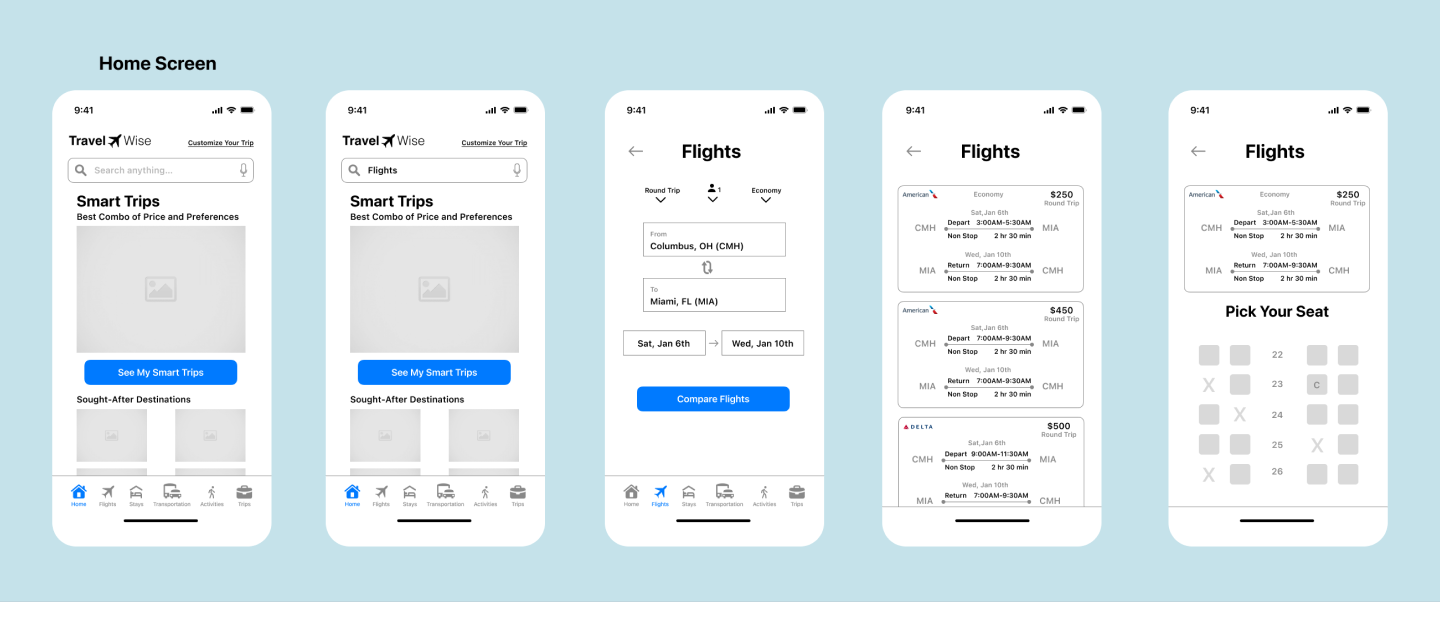 Home Screen
9:41
Travel Wise
Customize Your Trip
Search anything...
Smart Trips
Best Combo of Price and Preferences
See My Smart Trips
Sought-After Destinations
Home Flights Stays Transportation Activities Trips
9:41
Travel Wise
Customize Your Trip
Flights
Smart Trips
Best Combo of Price and Preferences
See My Smart Trips
Sought-After Destinations
Home Flights Stays Transportation Activities Trips
9:41
Flights
Round Trip 1 Economy
From
Columbus, OH (CMH)
To
Miami, FL (MIA)
Sat, Jan 6th Wed, Jan 10th
Compare Flights
Home Flights Stays Transportation Activities Trips
9:41
Flights
American Economy $250
Round Trip
Sat,Jan 6th
Depart 3:00AM-5:30AM
CMH MIA
Non Stop 2 hr 30 min
Wed, Jan 10th
Return 7:00AM-9:30AM
MIA CMH
Non Stop 2 hr 30 min
American $450
Round Trip
Sat,Jan 6th
Depart 7:00AM-9:30AM
CMH MIA
Non Stop 2 hr 30 min
Wed, Jan 10th
Return 7:00AM-9:30AM
MIA CMH
Non Stop 2 hr 30 min
DELTA $500
Round Trip
Sat,Jan 6th
Depart 9:00AM-11:30AM
CMH MIA
Non Stop 2 hr 30 min
Wed, Jan 10th
Return 7:00AM-9:30AM
MIA CMH
9:41
Flights
American Economy $250
Round Trip
Sat,Jan 6th
Depart 3:00AM-5:30AM
CMH MIA
Non Stop 2 hr 30 min
Wed, Jan 10th
Return 7:00AM-9:30AM
MIA CMH
Non Stop 2 hr 30 min
Pick Your Seat
22
X 23 C
X 24
25 X
X 26